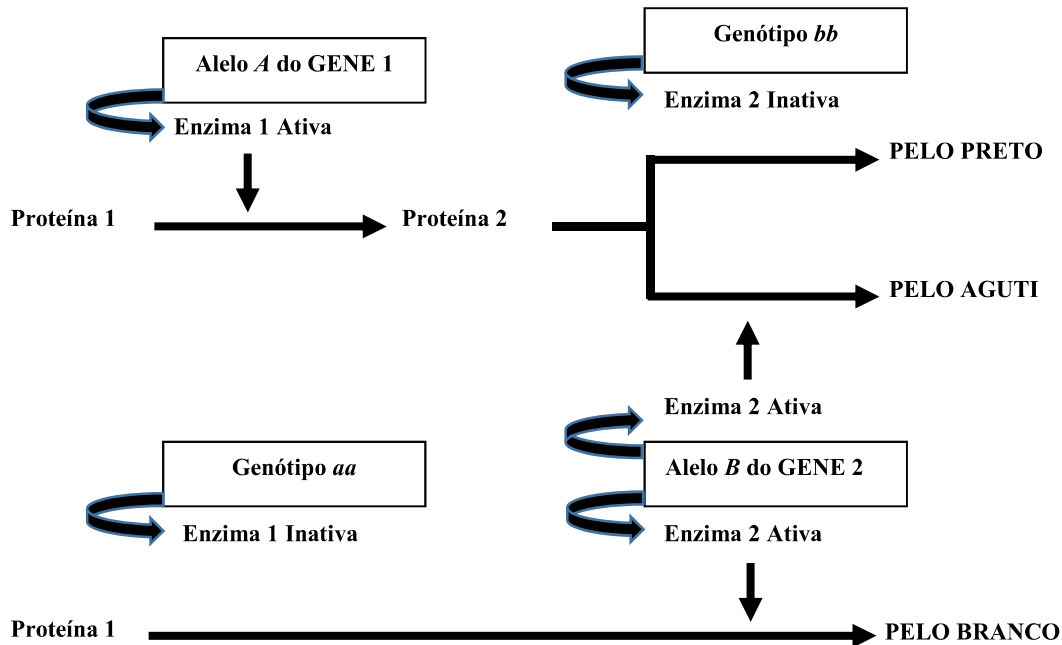 Alelo A do GENE 1
Genótipo bb
Enzima 1 Ativa
Enzima 2 Inativa
PELO PRETO
Proteína 1
Proteína 2
PELO AGUTI
Enzima 2 Ativa
Genótipo aa
Alelo B do GENE 2
Enzima 1 Inativa
Enzima 2 Ativa
Proteína 1
PELO BRANCO